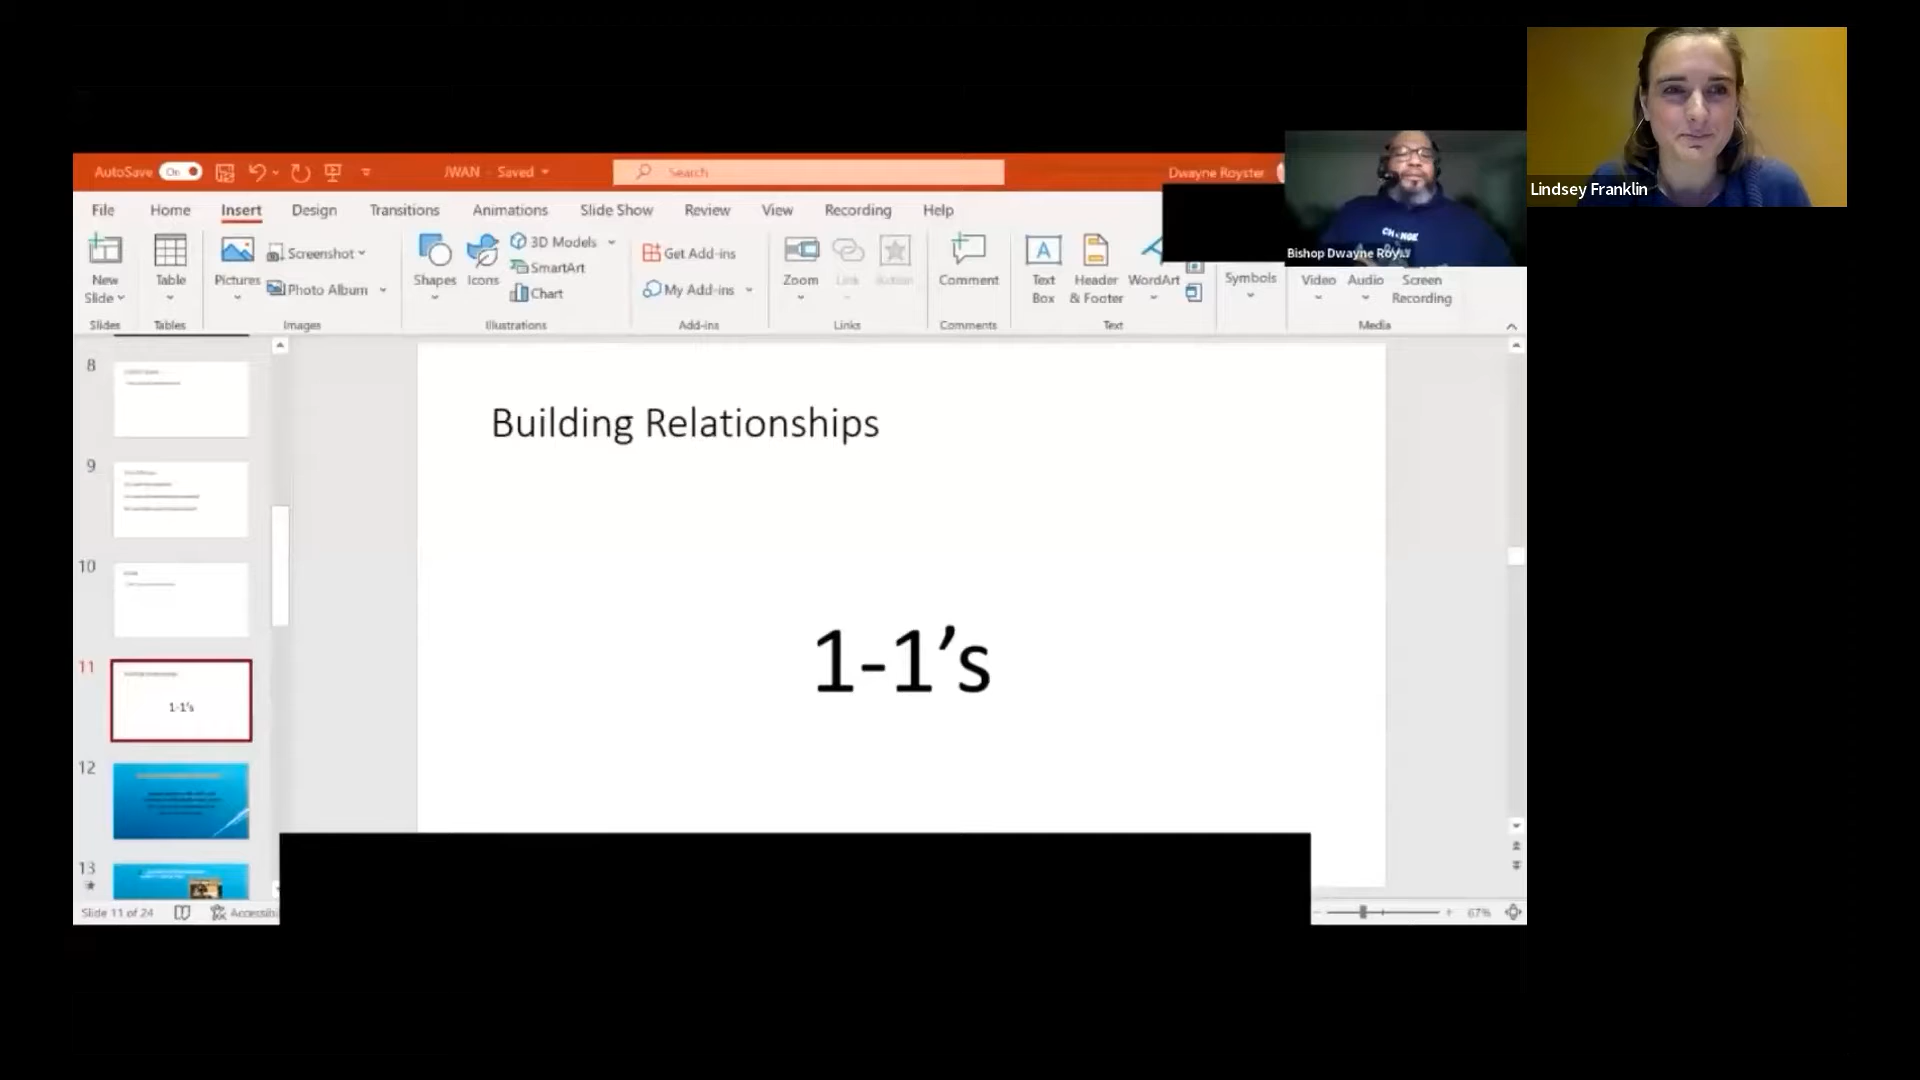 Lindsey Franklin
AutoSave On JWAN - Saved Search Dwayne Royster
File Home Insert Design Transitions Animations Slide Show Review View Recording Help
Bishop Dwayne Roy
New Slide
Table
Pictures
Screenshot
Photo Album
Shapes
Icons
3D Models
SmartArt
Chart
Get Add-ins
My Add-ins
Zoom
Link
Comment
Text Box
Header & Footer
WordArt
Symbols
Video
Audio
Screen Recording
Slides Tables Images Illustrations Add-ins Links Comments Text Media
8
9
10
11
1-1's
12
13
Building Relationships
1-1’s
Slide 11 of 24
67%